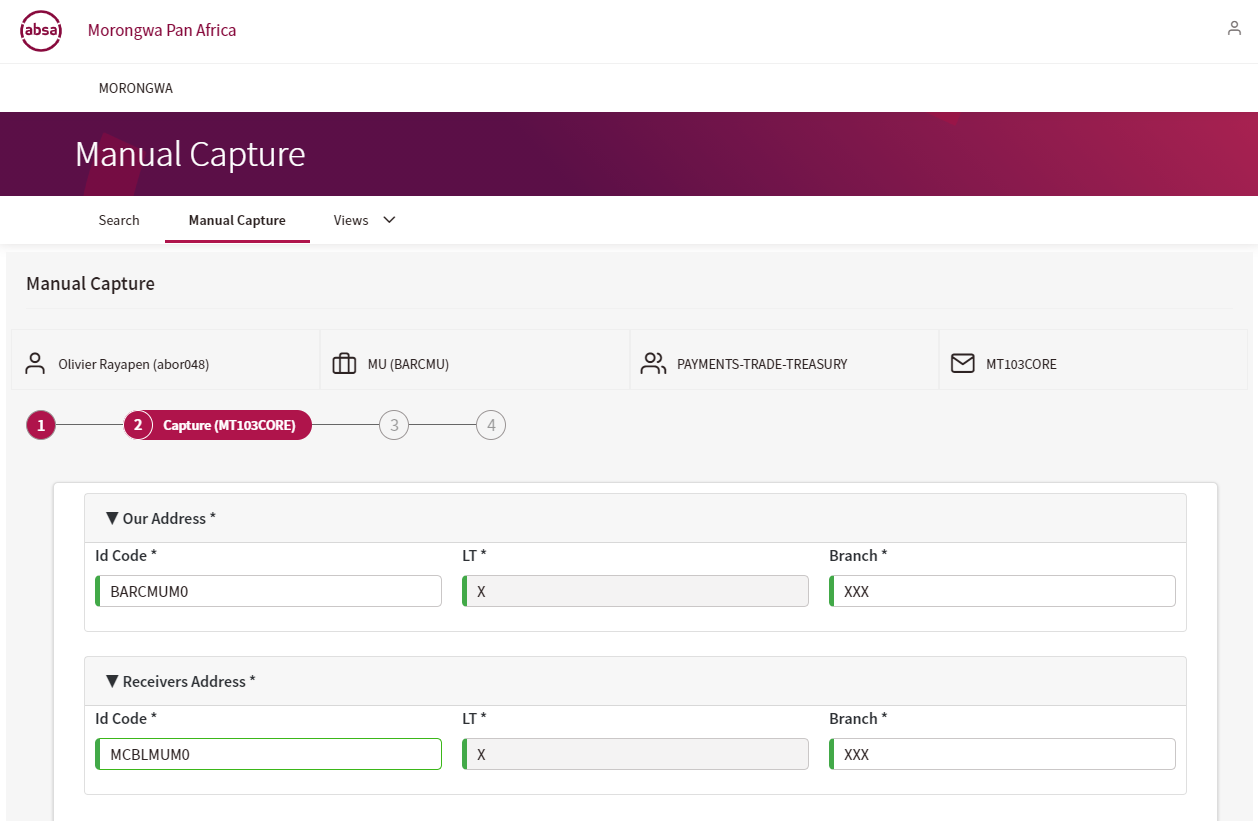 absa
Morongwa Pan Africa
MORONGWA
Manual Capture
Search Manual Capture Views
Manual Capture
Olivier Rayapen (abor048) MU (BARCMU) PAYMENTS-TRADE-TREASURY MT103CORE
1 2 Capture (MT103CORE) 3 4
▼ Our Address *
Id Code * LT * Branch *
BARCMUM0 X XXX
▼ Receivers Address *
Id Code * LT * Branch *
MCBLMUM0 X XXX